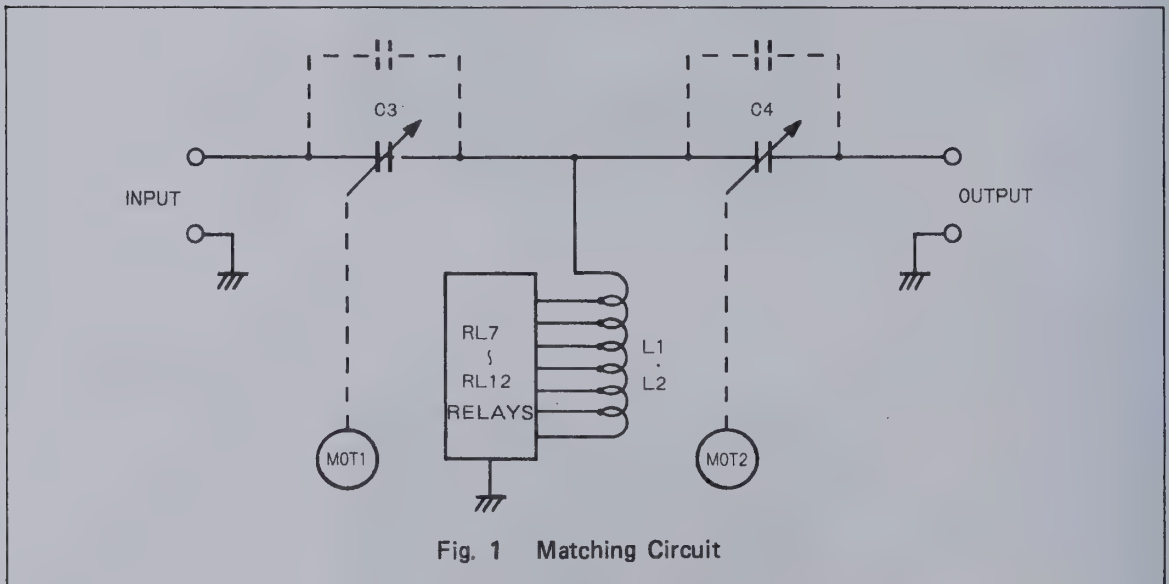 C3
C4
INPUT
OUTPUT
RL7
⌇
RL12
RELAYS
L1
·
L2
MOT1
MOT2
Fig. 1 Matching Circuit